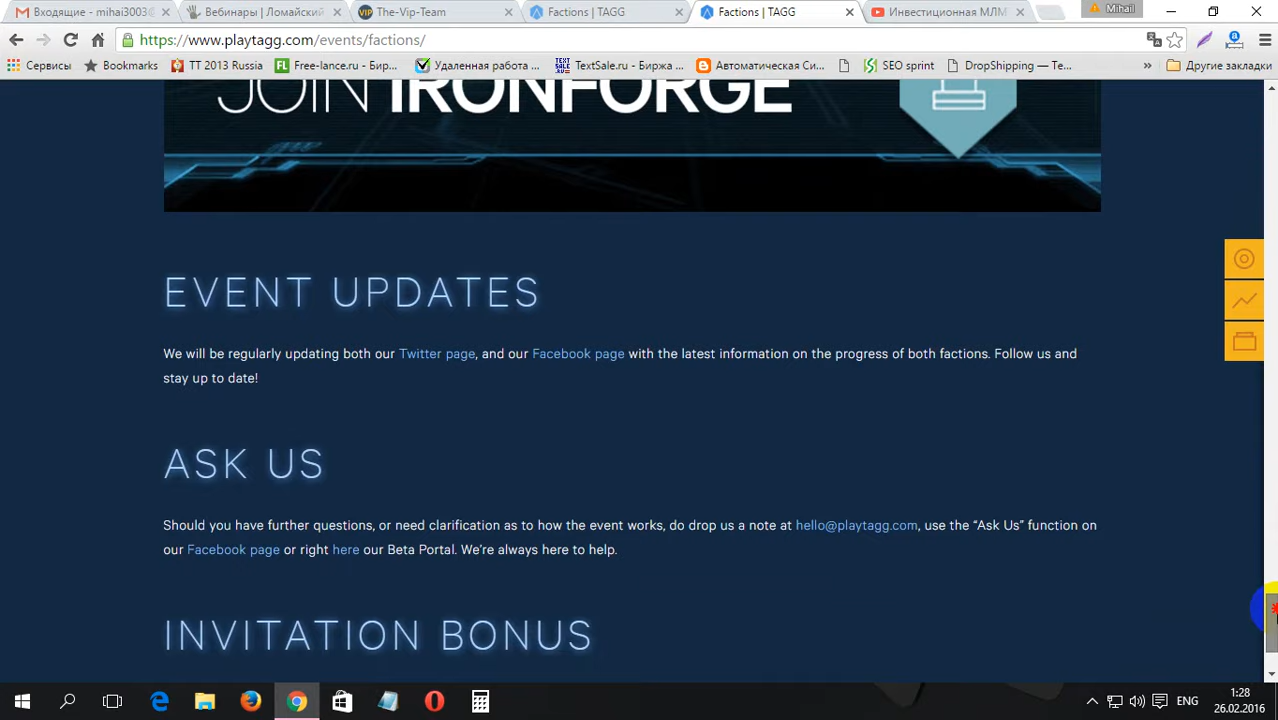 Входящие - mihai3003@
Вебинары | Ломайский
The-Vip-Team
Factions | TAGG
Factions | TAGG
Инвестиционная МЛМ
Mihail
https://www.playtagg.com/events/factions/
Сервисы
Bookmarks
TT 2013 Russia
Free-lance.ru - Бир...
Удаленная работа ...
TextSale.ru - Биржа ...
Автоматическая Си...
SEO sprint
DropShipping — Te...
»
Другие закладки
JOIN IRONFORGE
EVENT UPDATES
We will be regularly updating both our Twitter page, and our Facebook page with the latest information on the progress of both factions. Follow us and
stay up to date!
ASK US
Should you have further questions, or need clarification as to how the event works, do drop us a note at hello@playtagg.com, use the “Ask Us” function on
our Facebook page or right here our Beta Portal. We’re always here to help.
INVITATION BONUS
ENG
1:28
26.02.2016